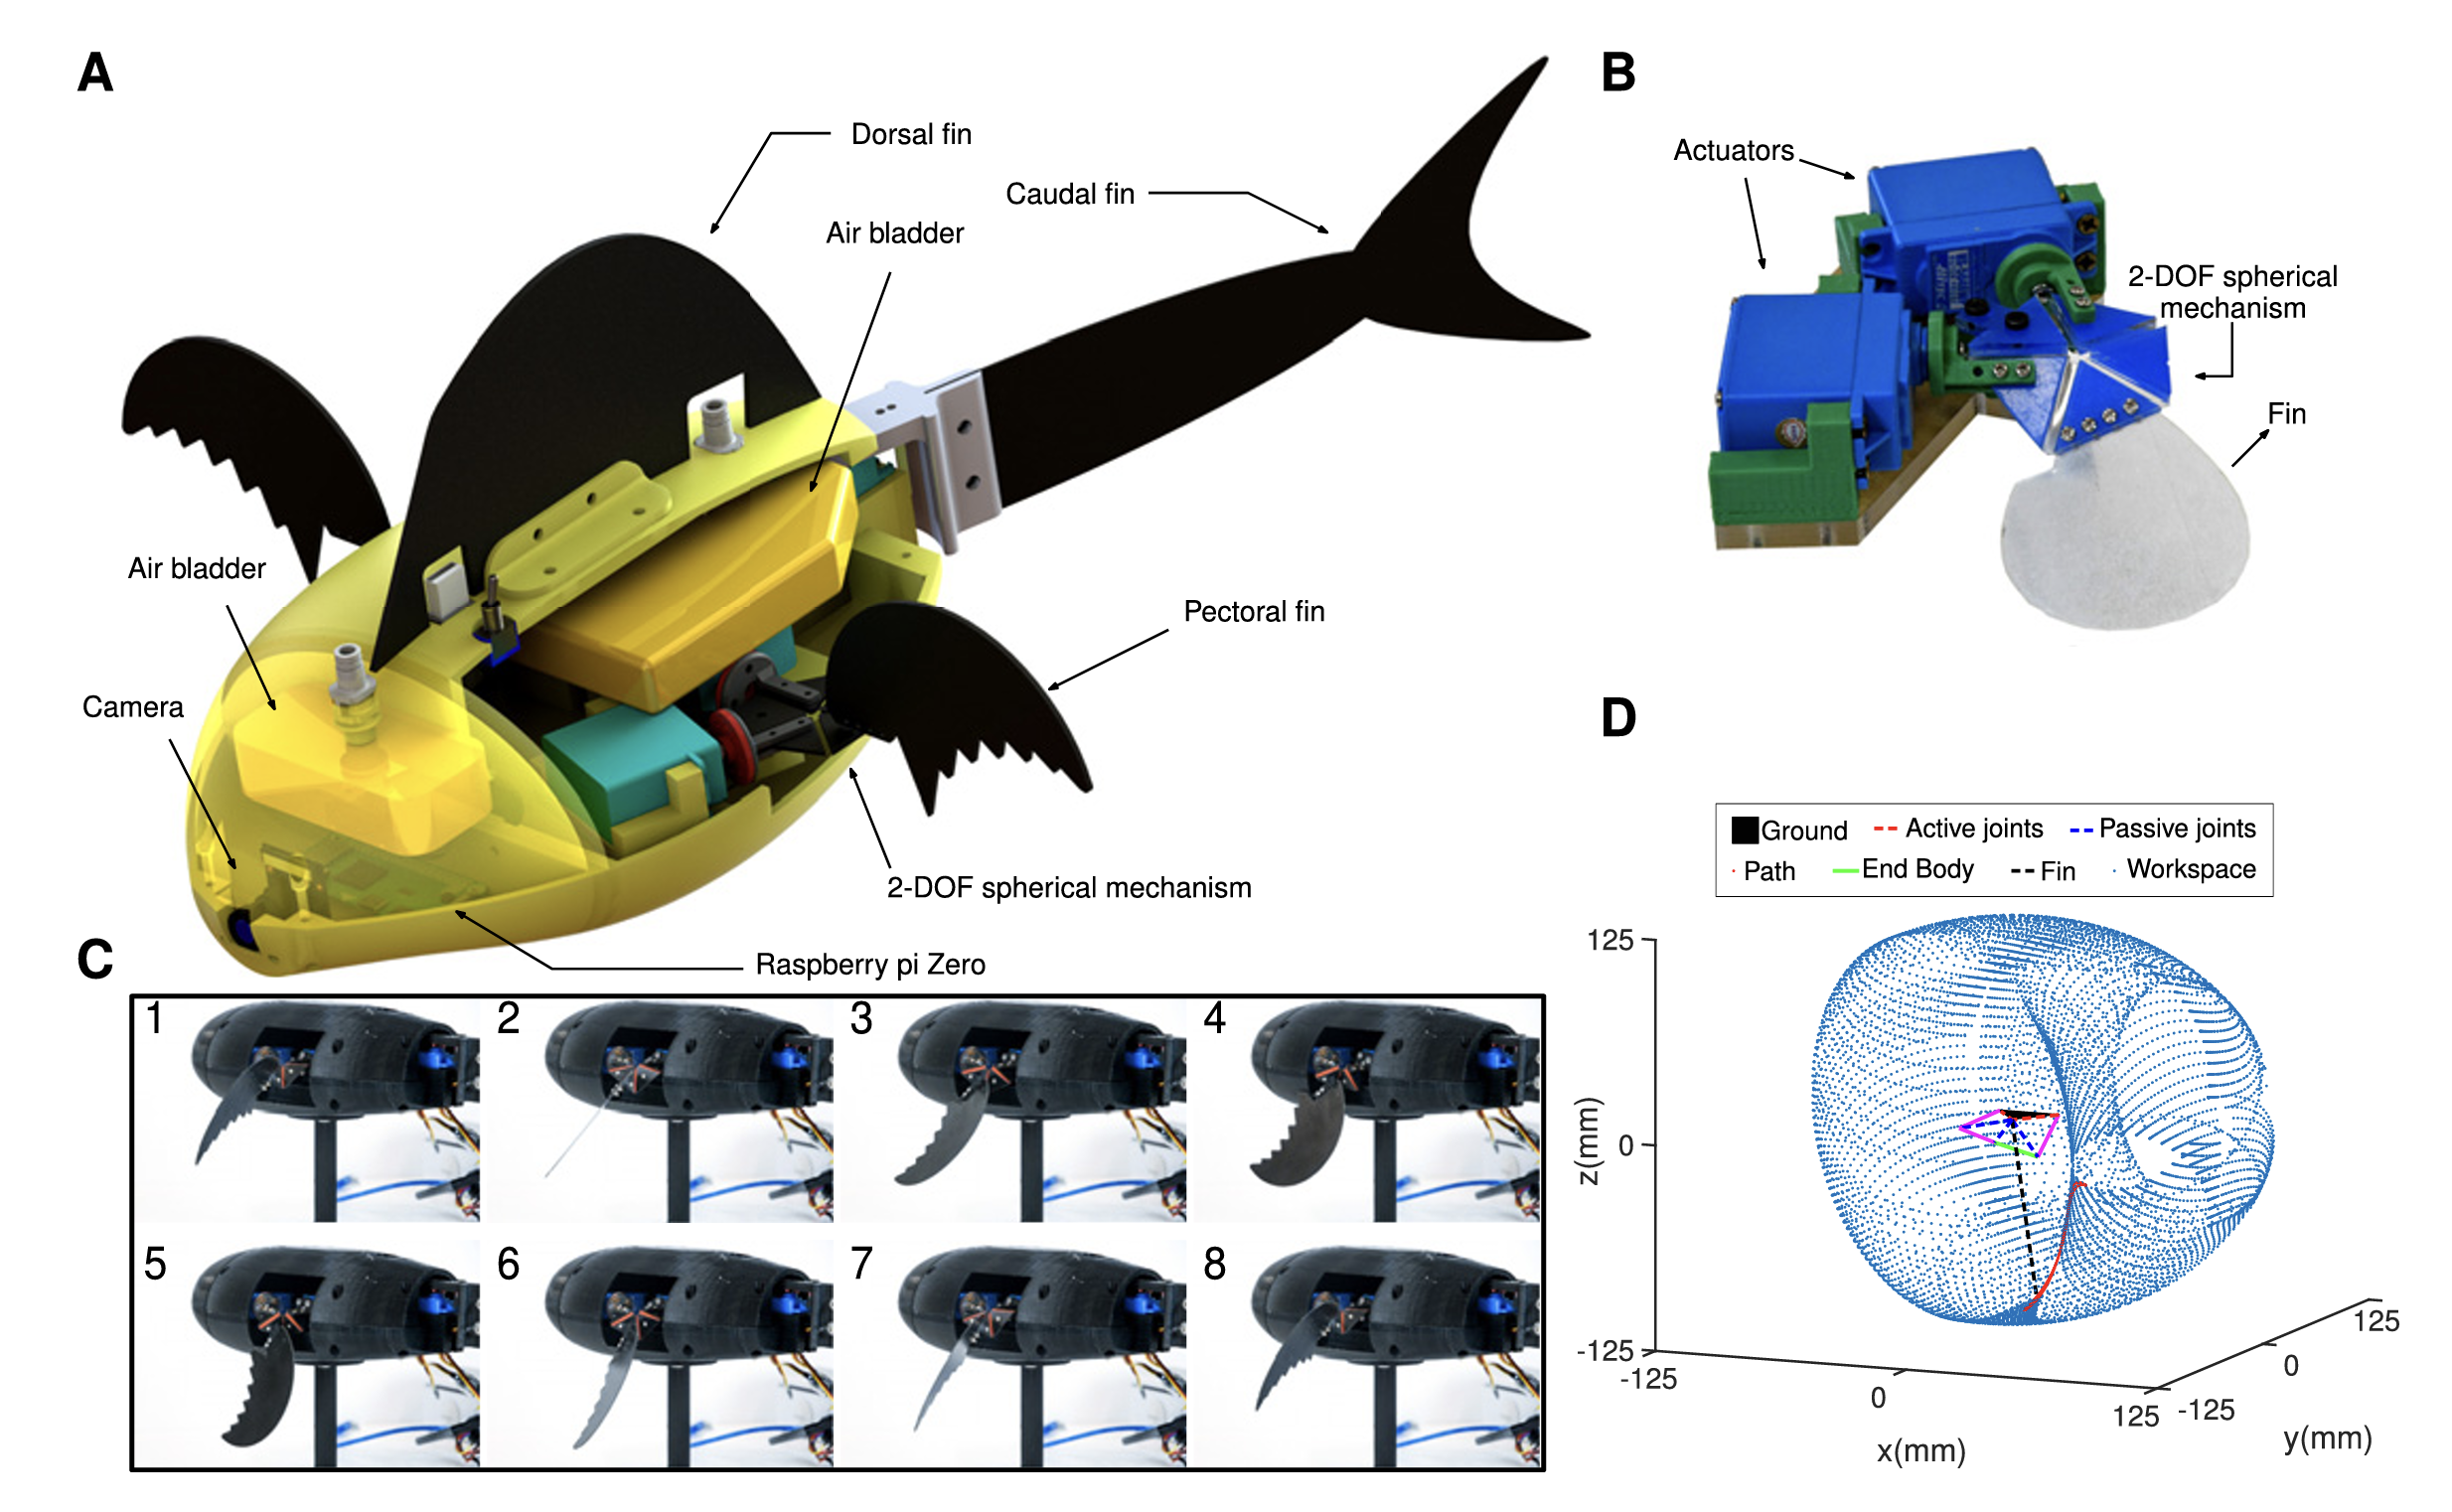 A
Dorsal fin
Caudal fin
Air bladder
Air bladder
Pectoral fin
Camera
2-DOF spherical mechanism
Raspberry pi Zero
B
Actuators
2-DOF spherical
mechanism
Fin
C
1
2
3
4
5
6
7
8
D
Ground
Active joints
Passive joints
Path
End Body
Fin
Workspace
125
0
-125
z(mm)
-125
0
125
x(mm)
-125
0
125
y(mm)